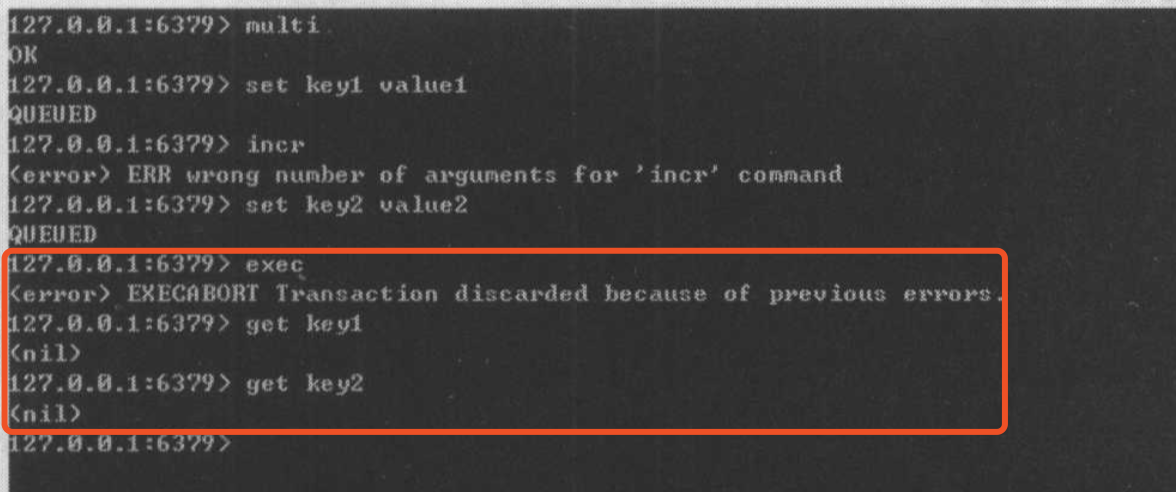 127.0.0.1:6379> multi
OK
127.0.0.1:6379> set key1 value1
QUEUED
127.0.0.1:6379> incr
(error) ERR wrong number of arguments for 'incr' command
127.0.0.1:6379> set key2 value2
QUEUED
127.0.0.1:6379> exec
(error) EXECABORT Transaction discarded because of previous errors.
127.0.0.1:6379> get key1
(nil)
127.0.0.1:6379> get key2
(nil)
127.0.0.1:6379>